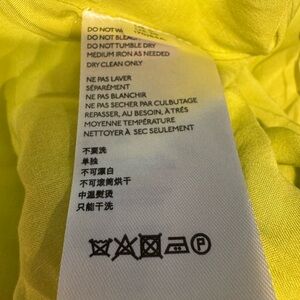 DO NOT
DO NOT BLEACH
DO NOT TUMBLE DRY
MEDIUM IRON AS NEEDED
DRY CLEAN ONLY
NE PAS LAVER
SÉPARÉMENT
NE PAS BLANCHIR
NE PAS SECHER PAR CULBUTAGE
REPASSER, AU BESOIN, À TRÈS
MOYENNE TEMPÉRATURE
NETTOYER À SEC SEULEMENT
不要洗
单独
不可漂白
不可滚筒烘干
中温熨烫
只能干洗
P